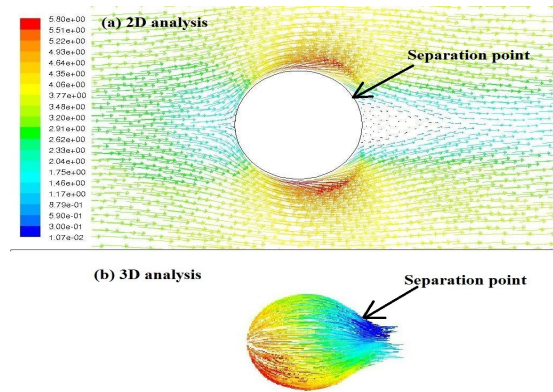 (a) 2D analysis
Separation point
5.80e+00
5.51e+00
5.22e+00
4.93e+00
4.64e+00
4.35e+00
4.06e+00
3.77e+00
3.48e+00
3.20e+00
2.91e+00
2.62e+00
2.33e+00
2.04e+00
1.75e+00
1.46e+00
1.17e+00
8.79e-01
5.90e-01
3.00e-01
1.07e-02
(b) 3D analysis
Separation point